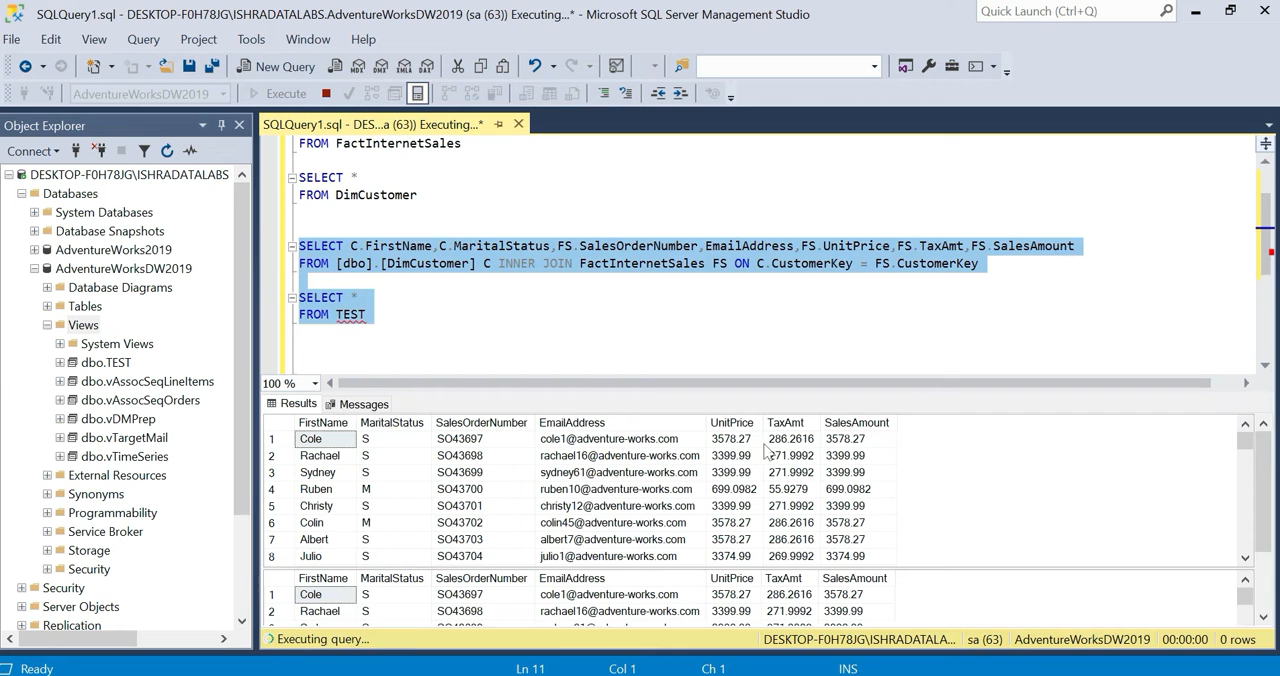 SQLQuery1.sql - DESKTOP-F0H78JG\ISHRADATALABS.AdventureWorksDW2019 (sa (63)) Executing...* - Microsoft SQL Server Management Studio
Quick Launch (Ctrl+Q)
File Edit View Query Project Tools Window Help
New Query MDX DMX XMLA DAX
AdventureWorksDW2019 Execute
Object Explorer
Connect
DESKTOP-F0H78JG\ISHRADATALABS
Databases
System Databases
Database Snapshots
AdventureWorks2019
AdventureWorksDW2019
Database Diagrams
Tables
Views
System Views
dbo.TEST
dbo.vAssocSeqLineItems
dbo.vAssocSeqOrders
dbo.vDMPrep
dbo.vTargetMail
dbo.vTimeSeries
External Resources
Synonyms
Programmability
Service Broker
Storage
Security
Security
Server Objects
Replication
SQLQuery1.sql - DES...a (63)) Executing...*
FROM FactInternetSales
SELECT *
FROM DimCustomer
SELECT C.FirstName,C.MaritalStatus,FS.SalesOrderNumber,EmailAddress,FS.UnitPrice,FS.TaxAmt,FS.SalesAmount
FROM [dbo].[DimCustomer] C INNER JOIN FactInternetSales FS ON C.CustomerKey = FS.CustomerKey
SELECT *
FROM TEST
100 %
Results Messages
FirstName MaritalStatus SalesOrderNumber EmailAddress UnitPrice TaxAmt SalesAmount
1 Cole S SO43697 cole1@adventure-works.com 3578.27 286.2616 3578.27
2 Rachael S SO43698 rachael16@adventure-works.com 3399.99 271.9992 3399.99
3 Sydney S SO43699 sydney61@adventure-works.com 3399.99 271.9992 3399.99
4 Ruben M SO43700 ruben10@adventure-works.com 699.0982 55.9279 699.0982
5 Christy S SO43701 christy12@adventure-works.com 3399.99 271.9992 3399.99
6 Colin M SO43702 colin45@adventure-works.com 3578.27 286.2616 3578.27
7 Albert S SO43703 albert7@adventure-works.com 3578.27 286.2616 3578.27
8 Julio S SO43704 julio1@adventure-works.com 3374.99 269.9992 3374.99
FirstName MaritalStatus SalesOrderNumber EmailAddress UnitPrice TaxAmt SalesAmount
1 Cole S SO43697 cole1@adventure-works.com 3578.27 286.2616 3578.27
2 Rachael S SO43698 rachael16@adventure-works.com 3399.99 271.9992 3399.99
Executing query... DESKTOP-F0H78JG\ISHRADATALA... sa (63) AdventureWorksDW2019 00:00:00 0 rows
Ready Ln 11 Col 1 Ch 1 INS